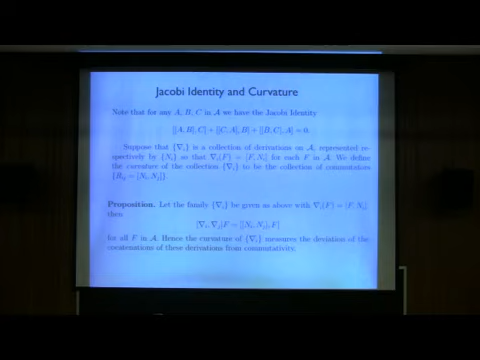 Jacobi Identity and Curvature
Note that for any A, B, C in 𝒜 we have the Jacobi Identity
[[A, B], C] + [[C, A], B] + [[B, C], A] = 0.
Suppose that {∇ᵢ} is a collection of derivations on 𝒜, represented re-
spectively by {Nᵢ} so that ∇ᵢ(F) = [F, Nᵢ] for each F in 𝒜. We define
the curvature of the collection {∇ᵢ} to be the collection of commutators
{Rᵢⱼ = [Nᵢ, Nⱼ]}.
Proposition. Let the family {∇ᵢ} be given as above with ∇ᵢ(F) = [F, Nᵢ]
then
[∇ᵢ, ∇ⱼ]F = [[Nᵢ, Nⱼ], F]
for all F in 𝒜. Hence the curvature of {∇ᵢ} measures the deviation of the
of these derivations from commutativity.